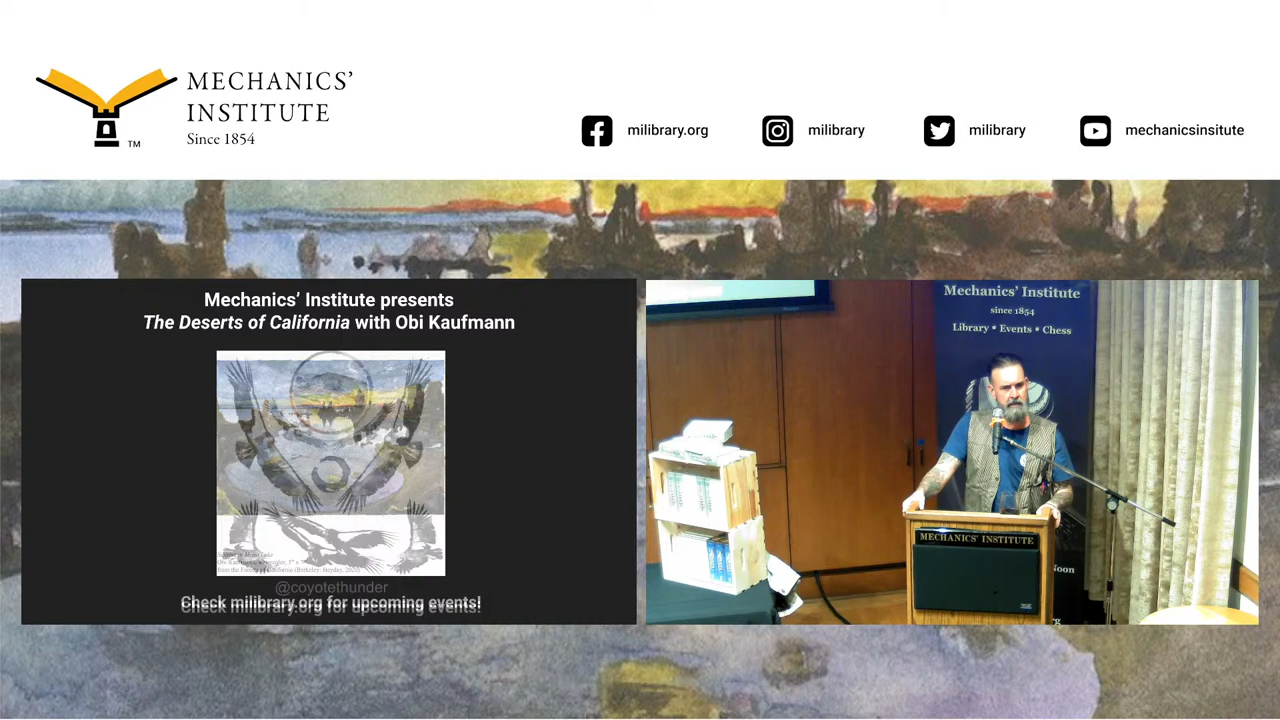 MECHANICS'
INSTITUTE
Since 1854
TM
milibrary.org
milibrary
milibrary
mechanicsinsitute
Mechanics' Institute presents
The Deserts of California with Obi Kaufmann
@coyotethunder
Check milibrary.org for upcoming events!
Mechanics' Institute
since 1854
Library • Events • Chess
MECHANICS' INSTITUTE
Noon